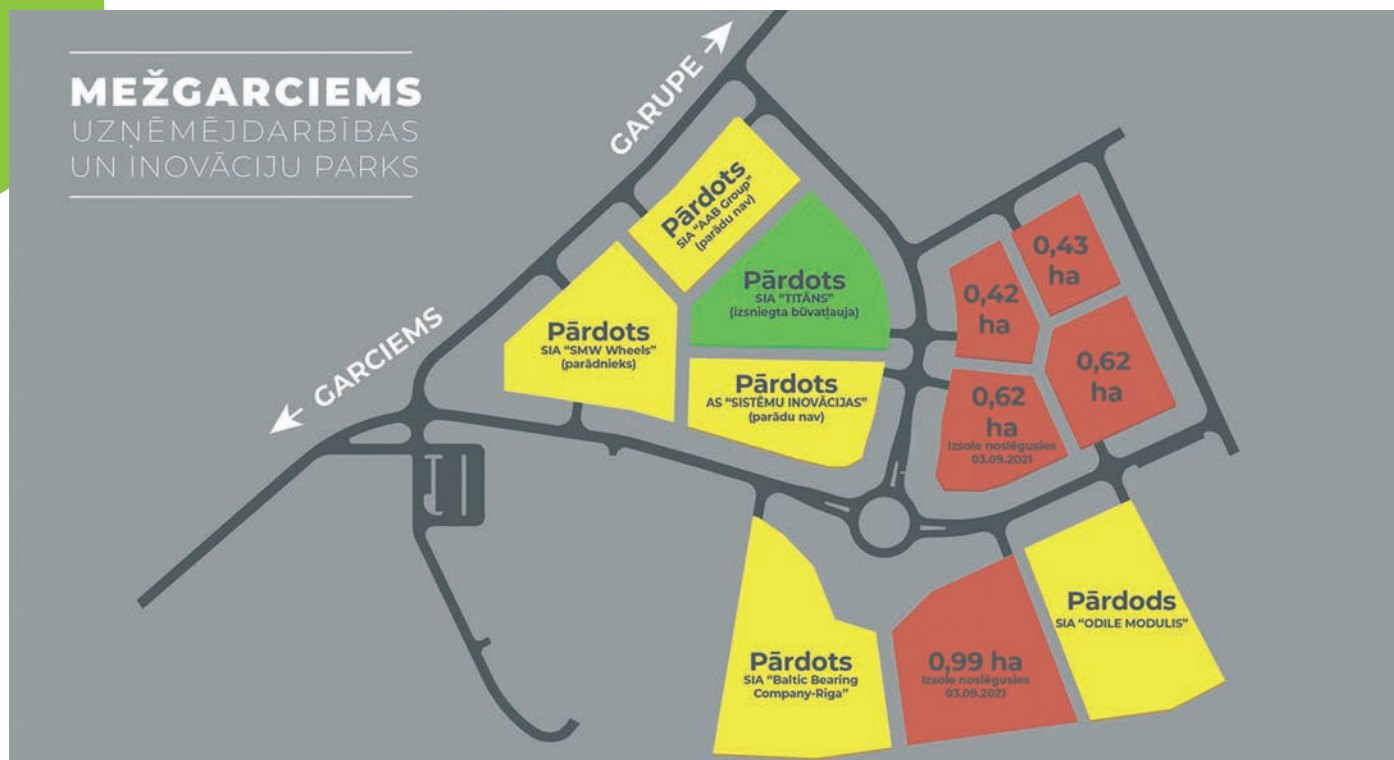 MEŽGARCIEMS
UZŅĒMĒJDARBĪBAS
UN INOVĀCIJU PARKS
GARUPE
GARCIEMS
Pārdots
SIA "AAB Group"
(parādu nav)
Pārdots
SIA "TITĀNS"
(izsniegta būvatļauja)
Pārdots
SIA "SMW Wheels"
(parādnieks)
Pārdots
AS "SISTĒMU INOVĀCIJAS"
(parādu nav)
0,43
ha
0,42
ha
0,62
ha
0,62
ha
Izsole noslēgusies
03.09.2021
Pārdots
SIA "Baltic Bearing
Company-Riga"
0,99 ha
Izsole noslēgusies
03.09.2021
Pārdods
SIA "ODILE MODULIS"